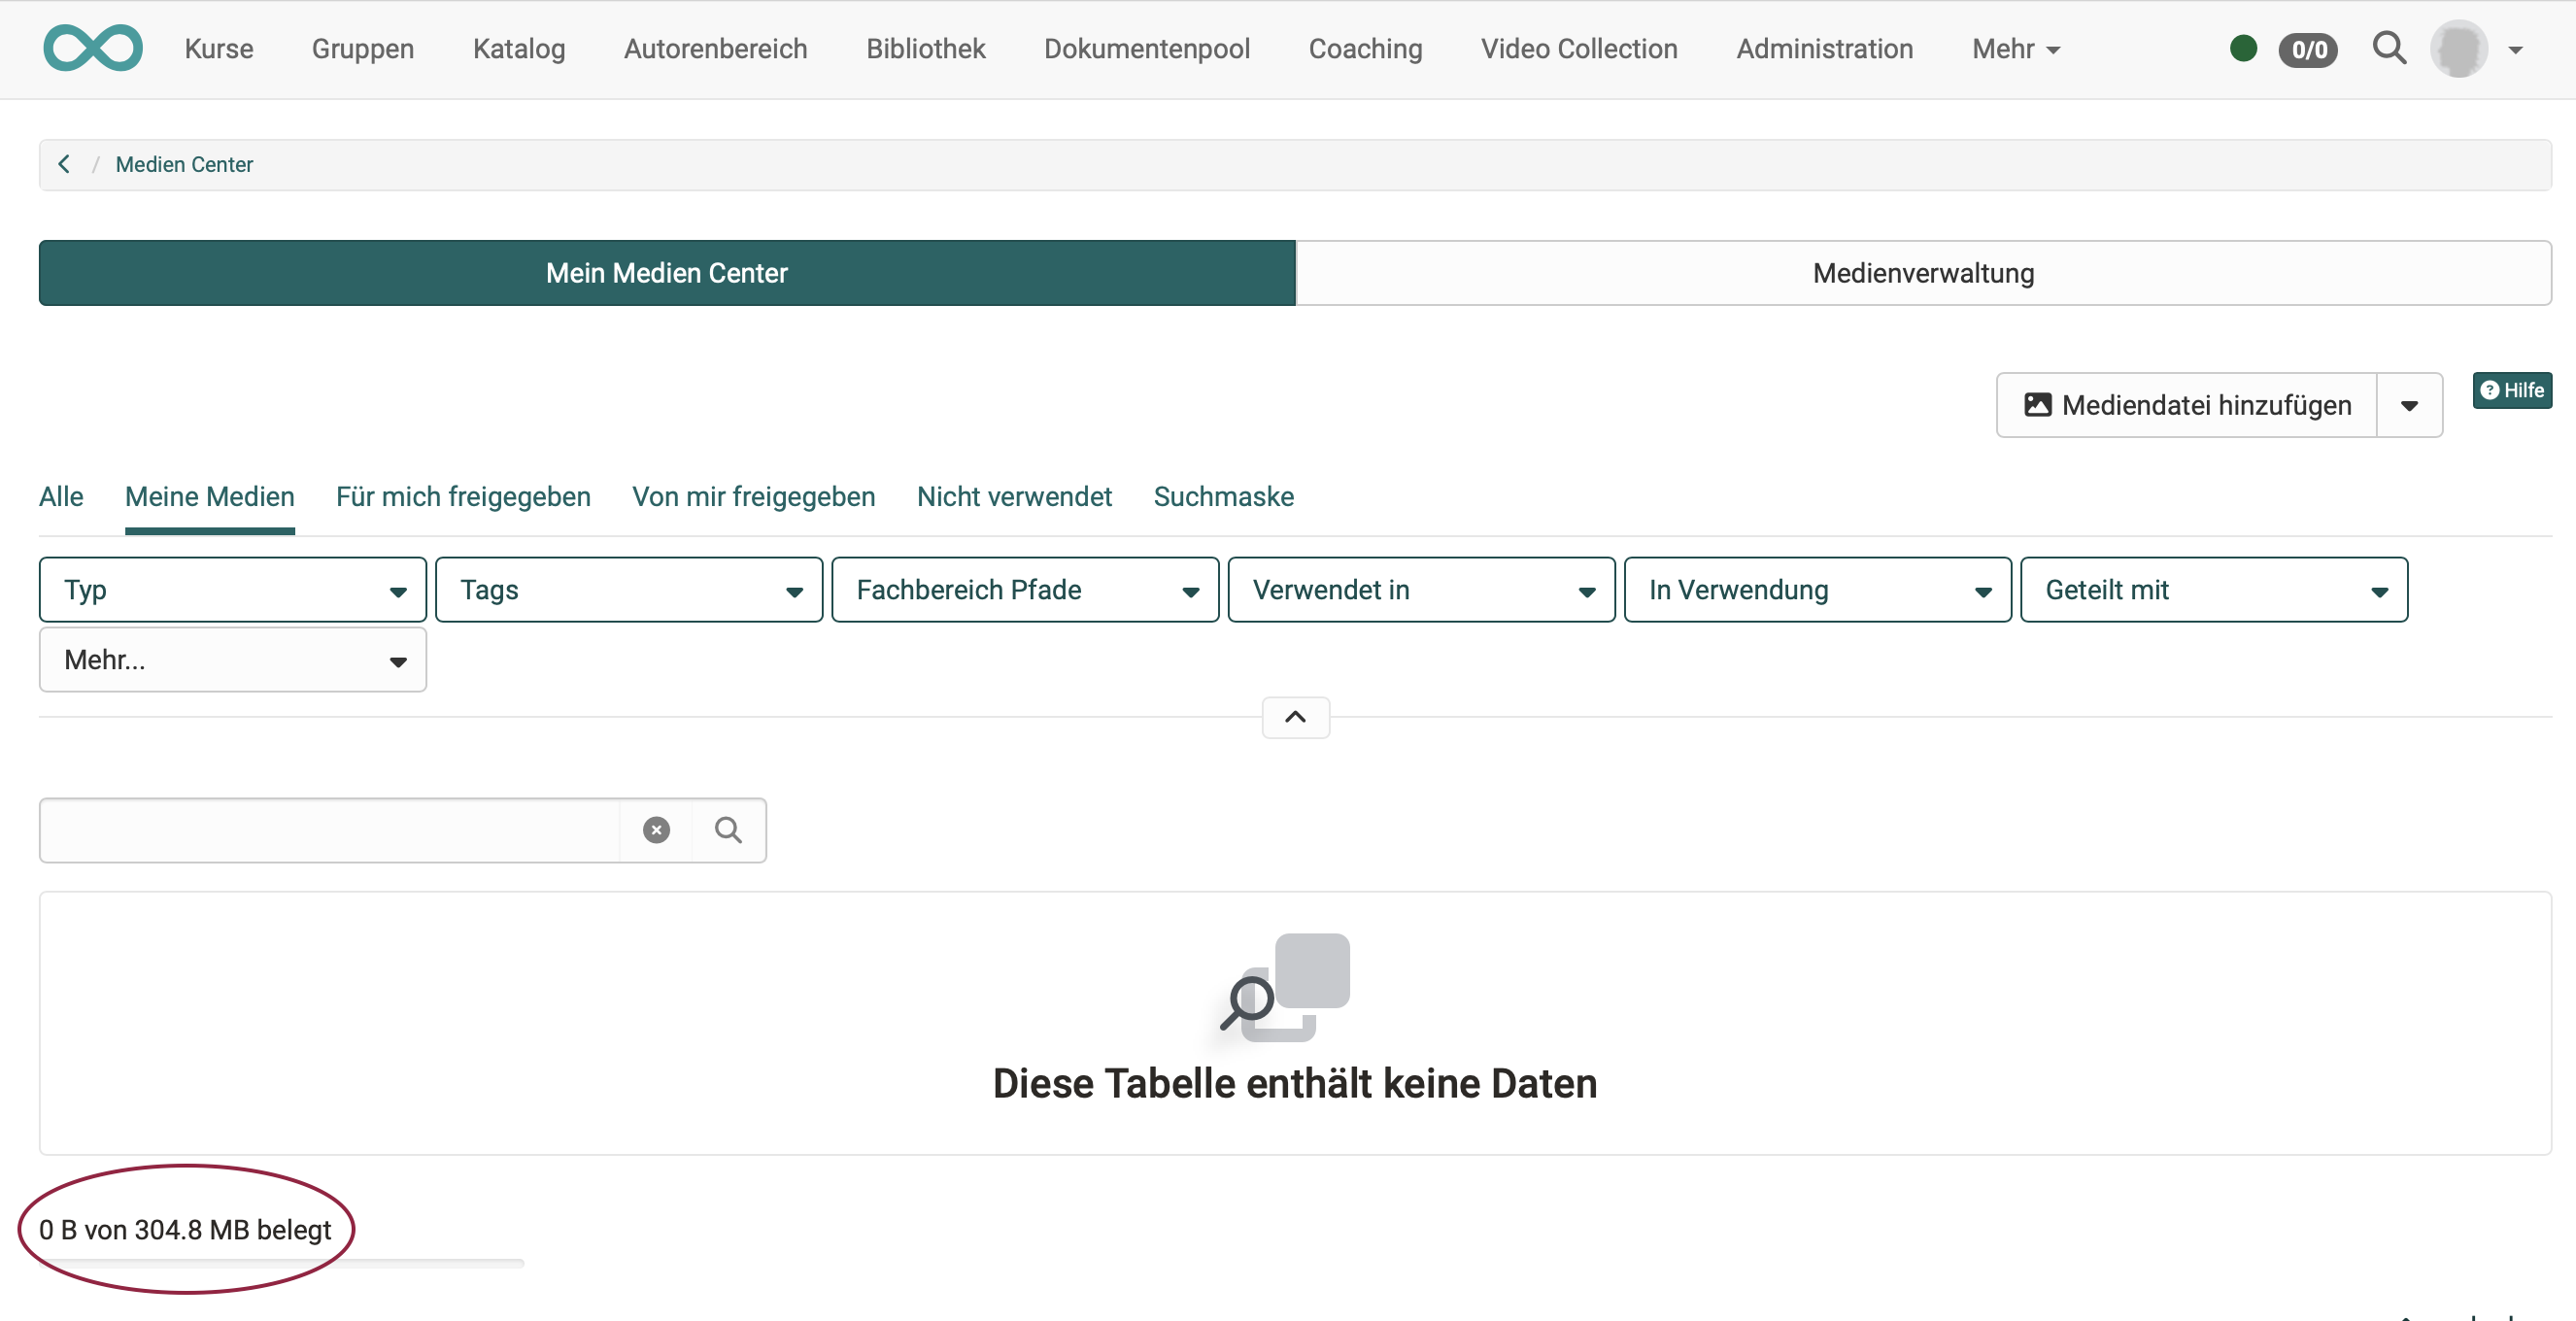 Kurse Gruppen Katalog Autorenbereich Bibliothek Dokumentenpool Coaching Video Collection Administration Mehr 0/0
/ Medien Center
Mein Medien Center Medienverwaltung
Mediendatei hinzufügen ? Hilfe
Alle Meine Medien Für mich freigegeben Von mir freigegeben Nicht verwendet Suchmaske
Typ Tags Fachbereich Pfade Verwendet in In Verwendung Geteilt mit
Mehr...
Diese Tabelle enthält keine Daten
0 B von 304.8 MB belegt